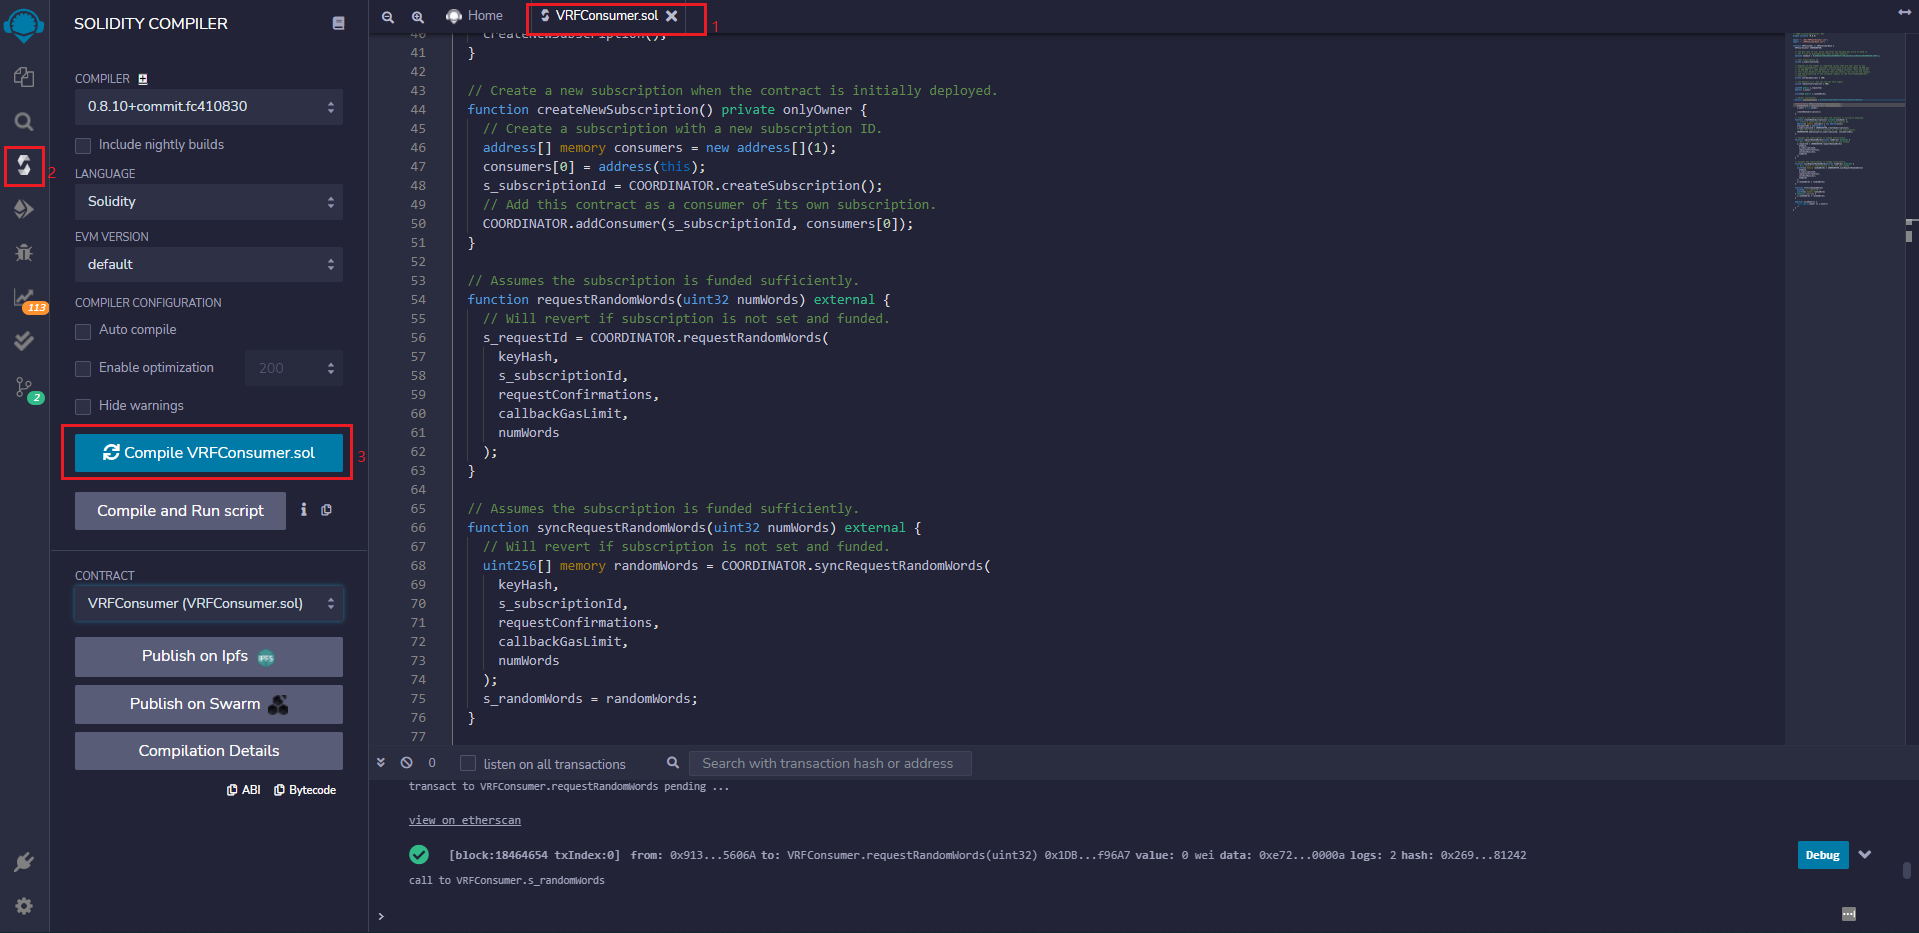 SOLIDITY COMPILER
COMPILER
0.8.10+commit.fc410830
Include nightly builds
LANGUAGE
Solidity
EVM VERSION
default
COMPILER CONFIGURATION
Auto compile
Enable optimization 200
Hide warnings
Compile VRFConsumer.sol
3
Compile and Run script
CONTRACT
VRFConsumer (VRFConsumer.sol)
Publish on Ipfs IPFS
Publish on Swarm
Compilation Details
ABI Bytecode
2
113
2
Home VRFConsumer.sol
1
40 createNewSubscription();
41 }
42
43 // Create a new subscription when the contract is initially deployed.
44 function createNewSubscription() private onlyOwner {
45 // Create a subscription with a new subscription ID.
46 address[] memory consumers = new address[](1);
47 consumers[0] = address(this);
48 s_subscriptionId = COORDINATOR.createSubscription();
49 // Add this contract as a consumer of its own subscription.
50 COORDINATOR.addConsumer(s_subscriptionId, consumers[0]);
51 }
52
53 // Assumes the subscription is funded sufficiently.
54 function requestRandomWords(uint32 numWords) external {
55 // Will revert if subscription is not set and funded.
56 s_requestId = COORDINATOR.requestRandomWords(
57 keyHash,
58 s_subscriptionId,
59 requestConfirmations,
60 callbackGasLimit,
61 numWords
62 );
63 }
64
65 // Assumes the subscription is funded sufficiently.
66 function syncRequestRandomWords(uint32 numWords) external {
67 // Will revert if subscription is not set and funded.
68 uint256[] memory randomWords = COORDINATOR.syncRequestRandomWords(
69 keyHash,
70 s_subscriptionId,
71 requestConfirmations,
72 callbackGasLimit,
73 numWords
74 );
75 s_randomWords = randomWords;
76 }
77
0 listen on all transactions Search with transaction hash or address
transact to VRFConsumer.requestRandomWords pending ...
view on etherscan
[block:18464654 txIndex:0] from: 0x913...5606A to: VRFConsumer.requestRandomWords(uint32) 0x1DB...f96A7 value: 0 wei data: 0xe72...0000a logs: 2 hash: 0x269...81242
Debug
call to VRFConsumer.s_randomWords
>